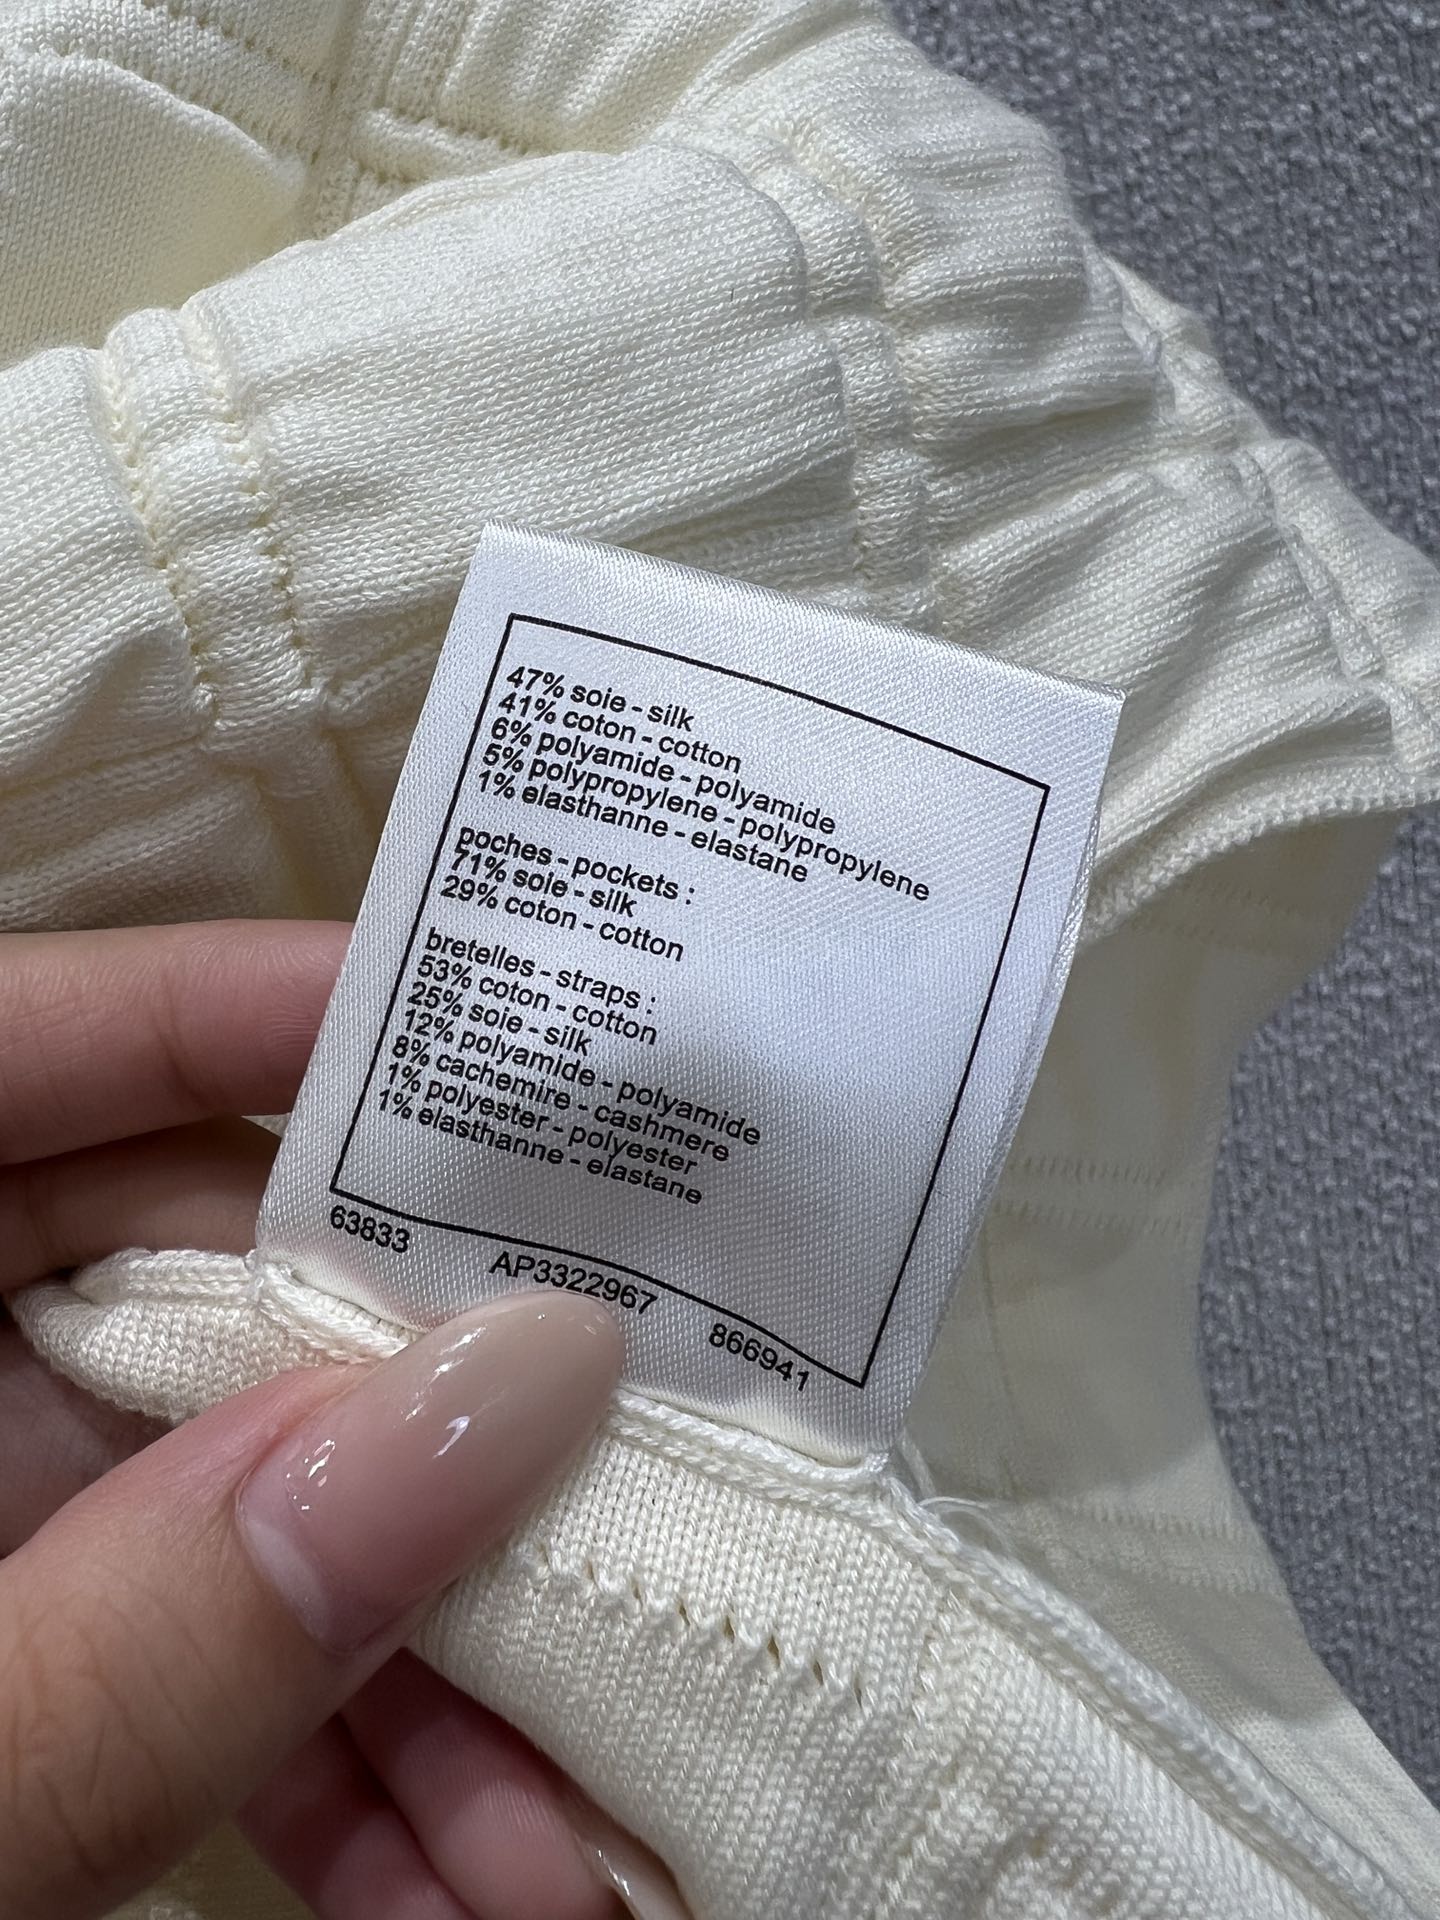 47% soie - silk
41% coton - cotton
6% polyamide - polyamide
5% polypropylene - polypropylene
1% elasthanne - elastane
poches - pockets :
71% soie - silk
29% coton - cotton
bretelles - straps :
53% coton - cotton
25% soie - silk
12% polyamide - polyamide
8% cachemire - cashmere
1% polyester - polyester
1% elasthanne - elastane
63833 AP3322967 866941